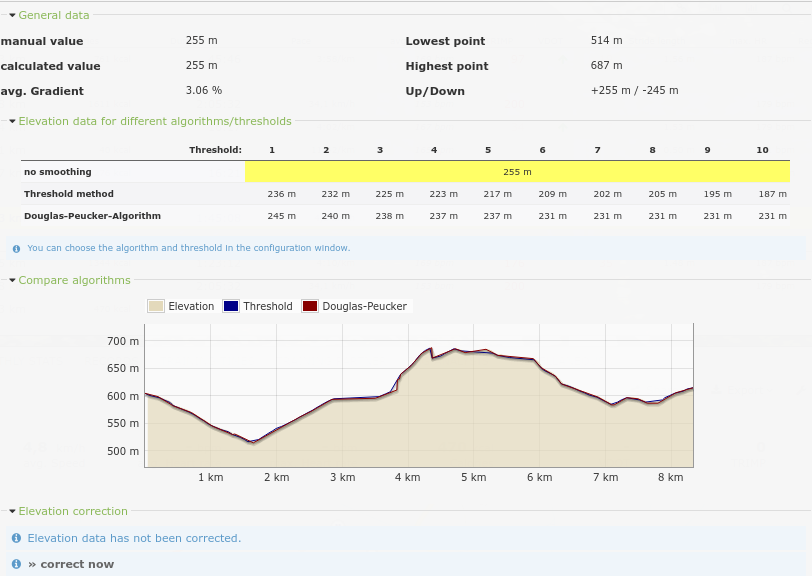 General data
manual value 255 m Lowest point 514 m
calculated value 255 m Highest point 687 m
avg. Gradient 3.06 % Up/Down +255 m / -245 m
Elevation data for different algorithms/thresholds
Threshold: 1 2 3 4 5 6 7 8 9 10
no smoothing 255 m
Threshold method 236 m 232 m 225 m 223 m 217 m 209 m 202 m 205 m 195 m 187 m
Douglas-Peucker-Algorithm 245 m 240 m 238 m 237 m 237 m 231 m 231 m 231 m 231 m 231 m
You can choose the algorithm and threshold in the configuration window.
Compare algorithms
Elevation Threshold Douglas-Peucker
700 m
650 m
600 m
550 m
500 m
1 km 2 km 3 km 4 km 5 km 6 km 7 km 8 km
Elevation correction
Elevation data has not been corrected.
» correct now